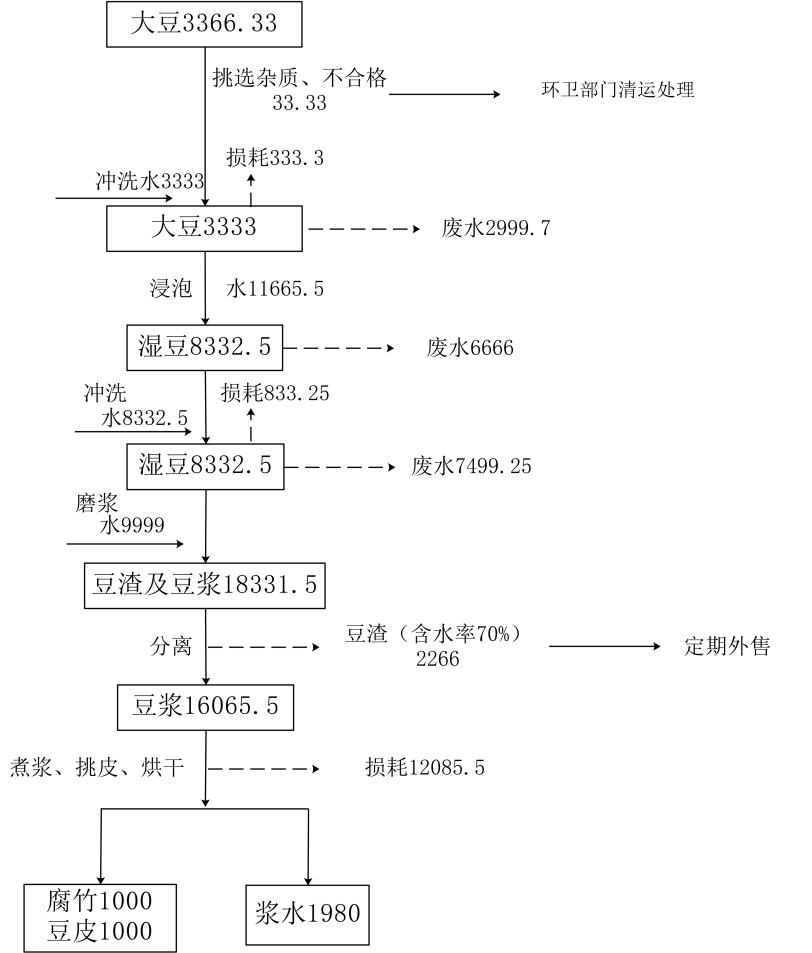 大豆3366.33
挑选杂质、不合格
33.33
环卫部门清运处理
损耗333.3
冲洗水3333
大豆3333
废水2999.7
浸泡 水11665.5
湿豆8332.5
废水6666
冲洗
水8332.5
损耗833.25
湿豆8332.5
废水7499.25
磨浆
水9999
豆渣及豆浆18331.5
分离
豆渣（含水率70%）
2266
定期外售
豆浆16065.5
煮浆、挑皮、烘干
损耗12085.5
腐竹1000
豆皮1000
浆水1980